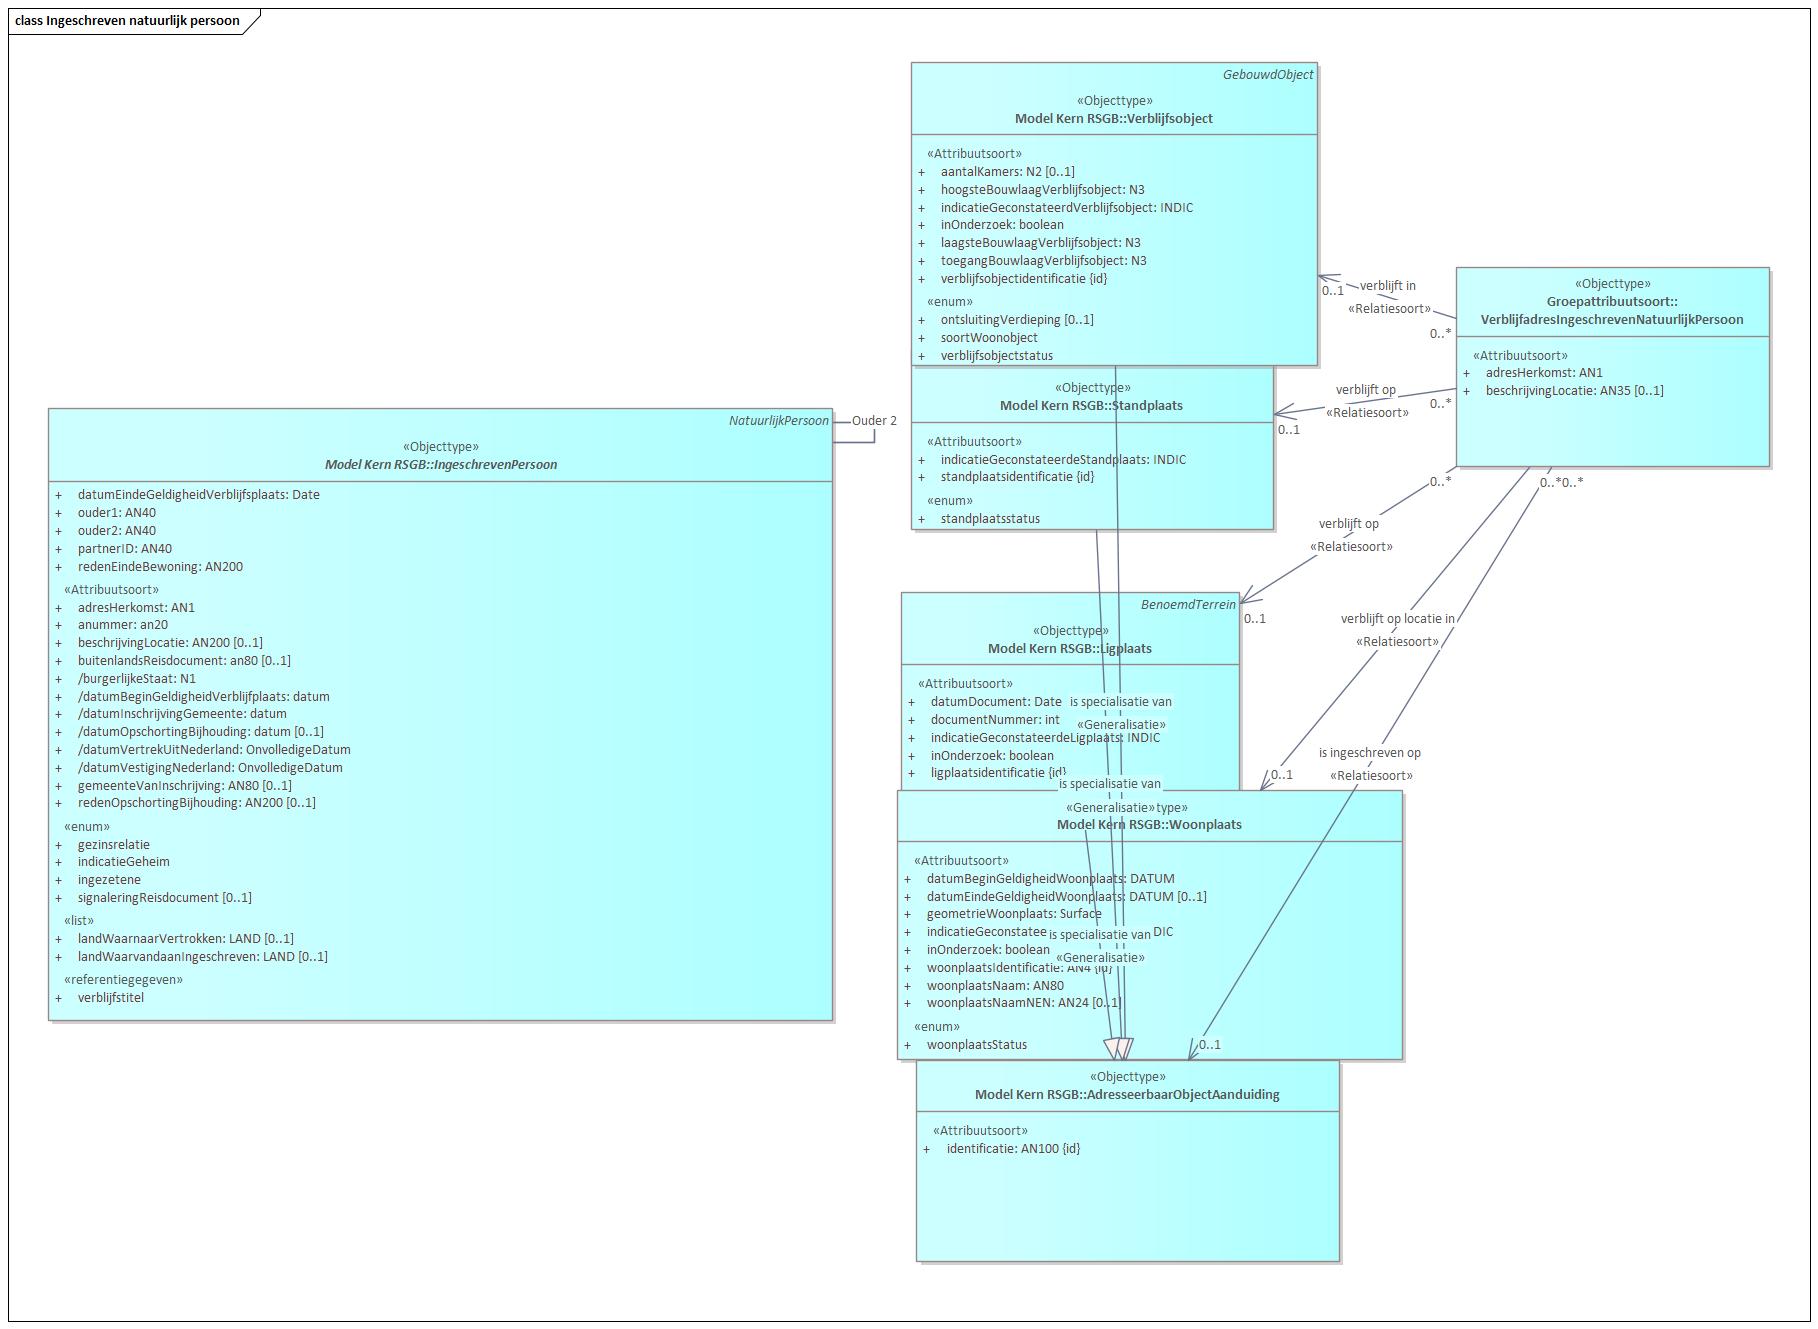 class Ingeschreven natuurlijk persoon
GebouwdObject
«Objecttype»
Model Kern RSGB::Verblijfsobject
«Attribuutsoort»
+ aantalKamers: N2 [0..1]
+ hoogsteBouwlaagVerblijfsobject: N3
+ indicatieGeconstateerdVerblijfsobject: INDIC
+ inOnderzoek: boolean
+ laagsteBouwlaagVerblijfsobject: N3
+ toegangBouwlaagVerblijfsobject: N3
+ verblijfsobjectidentificatie {id}
«enum»
+ ontsluitingVerdieping [0..1]
+ soortWoonobject
+ verblijfsobjectstatus
«Objecttype»
Model Kern RSGB::Standplaats
«Attribuutsoort»
+ indicatieGeconstateerdeStandplaats: INDIC
+ standplaatsidentificatie {id}
«enum»
+ standplaatsstatus
«Objecttype»
Groepattribuutsoort::
VerblijfadresIngeschrevenNatuurlijkPersoon
«Attribuutsoort»
+ adresHerkomst: AN1
+ beschrijvingLocatie: AN35 [0..1]
0..1
verblijft in
«Relatiesoort»
0..*
verblijft op
«Relatiesoort»
0..*
0..1
0..*
verblijft op
«Relatiesoort»
0..1
0..*
0..*
verblijft op locatie in
«Relatiesoort»
0..1
is ingeschreven op
«Relatiesoort»
0..1
NatuurlijkPersoon
Ouder 2
«Objecttype»
Model Kern RSGB::IngeschrevenPersoon
+ datumEindeGeldigheidVerblijfsplaats: Date
+ ouder1: AN40
+ ouder2: AN40
+ partnerID: AN40
+ redenEindeBewoning: AN200
«Attribuutsoort»
+ adresHerkomst: AN1
+ anummer: an20
+ beschrijvingLocatie: AN200 [0..1]
+ buitenlandsReisdocument: an80 [0..1]
+ /burgerlijkeStaat: N1
+ /datumBeginGeldigheidVerblijfplaats: datum
+ /datumInschrijvingGemeente: datum
+ /datumOpschortingBijhouding: datum [0..1]
+ /datumVertrekUitNederland: OnvolledigeDatum
+ /datumVestigingNederland: OnvolledigeDatum
+ gemeenteVanInschrijving: AN80 [0..1]
+ redenOpschortingBijhouding: AN200 [0..1]
«enum»
+ gezinsrelatie
+ indicatieGeheim
+ ingezetene
+ signaleringReisdocument [0..1]
«list»
+ landWaarnaarVertrokken: LAND [0..1]
+ landWaarvandaanIngeschreven: LAND [0..1]
«referentiegegeven»
+ verblijfstitel
BenoemdTerrein
«Objecttype»
Model Kern RSGB::Ligplaats
«Attribuutsoort»
+ datumDocument: Date
+ documentNummer: int
+ indicatieGeconstateerdeLigplaats: INDIC
+ inOnderzoek: boolean
+ ligplaatsidentificatie {id}
is specialisatie van
«Generalisatie»
is specialisatie van
«Generalisatie»
type»
Model Kern RSGB::Woonplaats
«Attribuutsoort»
+ datumBeginGeldigheidWoonplaats: DATUM
+ datumEindeGeldigheidWoonplaats: DATUM [0..1]
+ geometrieWoonplaats: Surface
+ indicatieGeconstatee DIC
+ inOnderzoek: boolean
+ woonplaatsIdentificatie: AN4 {id}
+ woonplaatsNaam: AN80
+ woonplaatsNaamNEN: AN24 [0..1]
«enum»
+ woonplaatsStatus
is specialisatie van
«Generalisatie»
«Objecttype»
Model Kern RSGB::AdresseerbaarObjectAanduiding
«Attribuutsoort»
+ identificatie: AN100 {id}